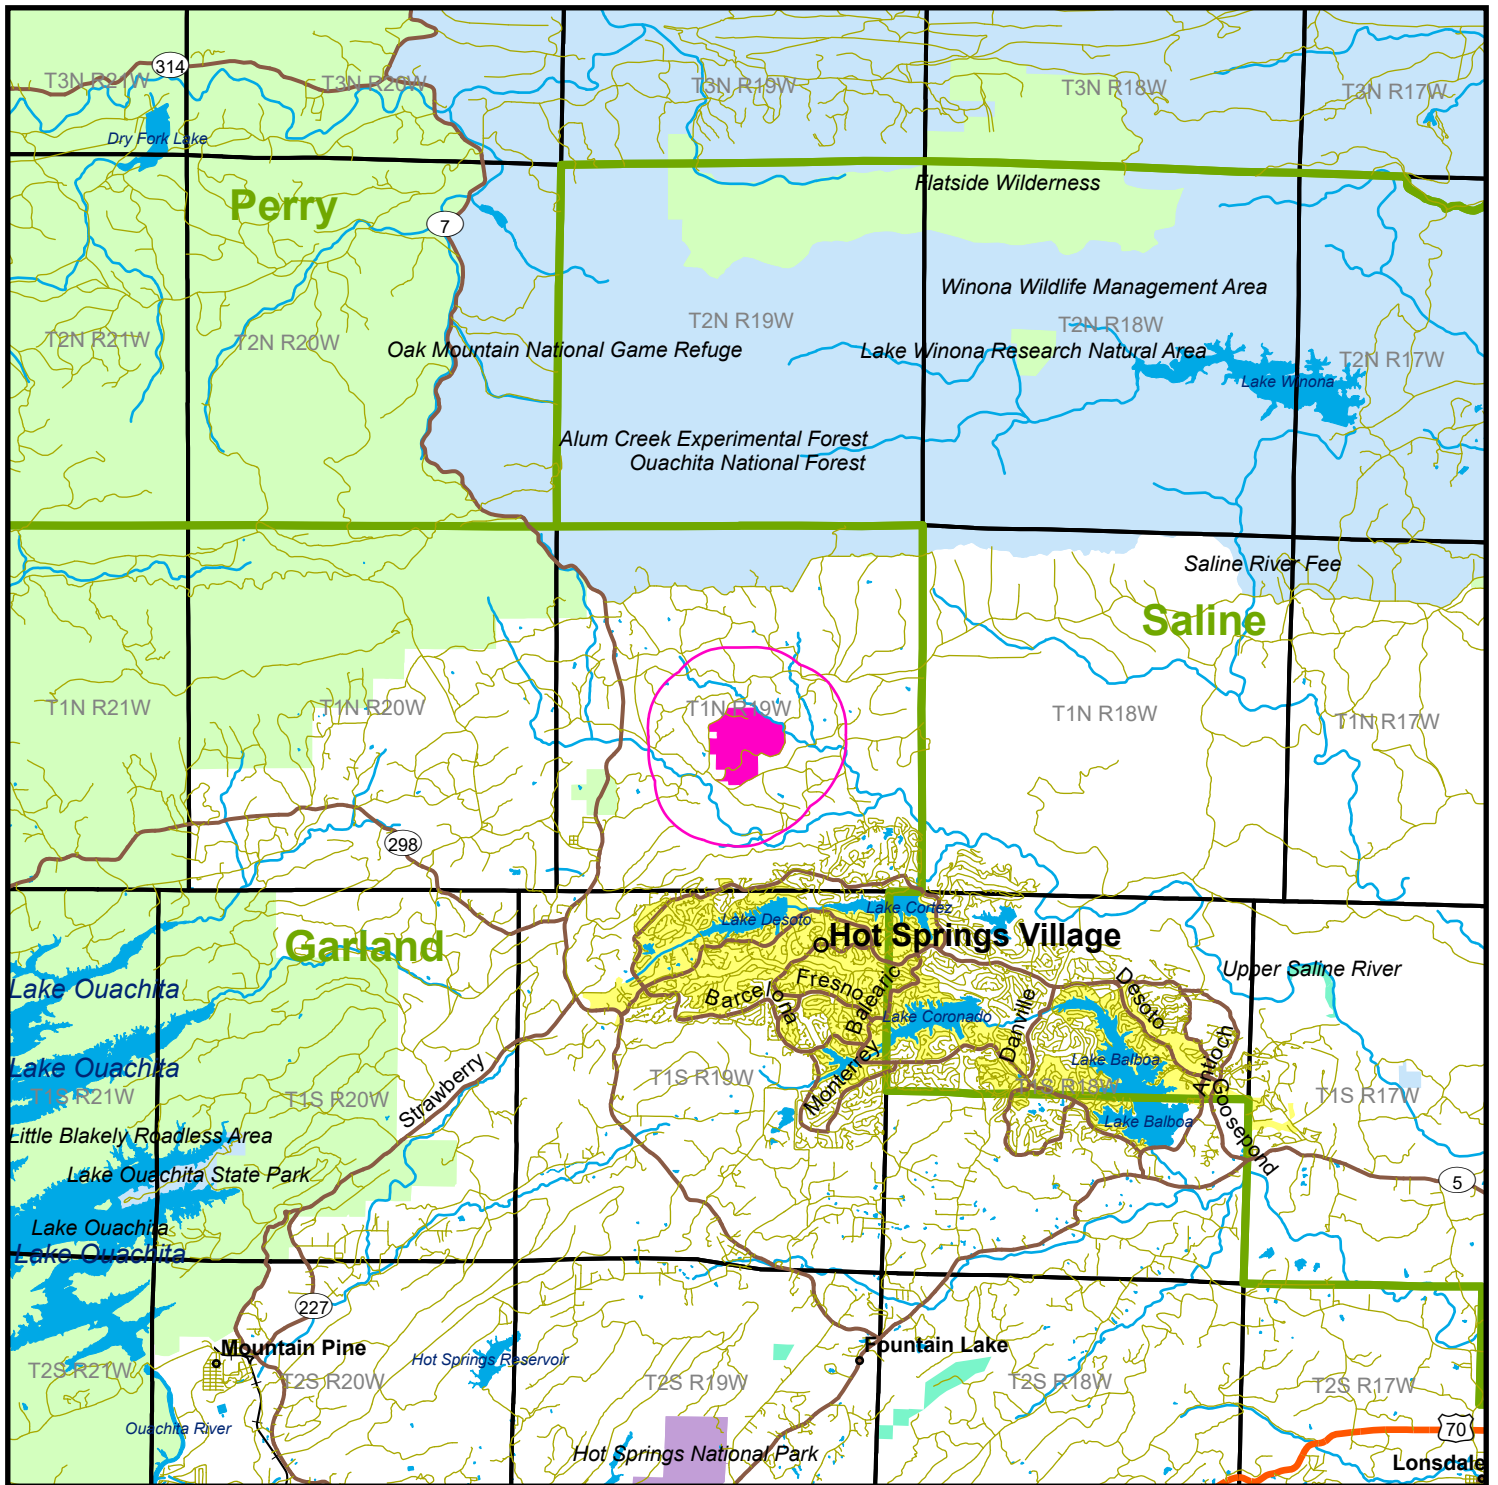 314
T3N R21W
T3N R20W
T3N R19W
T3N R18W
T3N R17W
Dry Fork Lake
Flatside Wilderness
Perry
7
Winona Wildlife Management Area
T2N R21W
T2N R20W
T2N R19W
T2N R18W
T2N R17W
Oak Mountain National Game Refuge
Lake Winona Research Natural Area
Lake Winona
Alum Creek Experimental Forest
Ouachita National Forest
Saline River Fee
Saline
T1N R21W
T1N R20W
T1N R19W
T1N R18W
T1N R17W
298
Lake Desoto
Lake Cortez
Garland
Hot Springs Village
Upper Saline River
Lake Ouachita
Barcelona
Fresno
Balearic
Desoto
Lake Coronado
Danville
Lake Balboa
Antioch
Lake Ouachita
T1S R21W
T1S R20W
Strawberry
T1S R19W
Monterrey
T1S R18W
T1S R17W
Lake Balboa
Goosepond
Little Blakely Roadless Area
Lake Ouachita State Park
5
Lake Ouachita
Lake Ouachita
227
Mountain Pine
Hot Springs Reservoir
Fountain Lake
T2S R21W
T2S R20W
T2S R19W
T2S R18W
T2S R17W
Ouachita River
Hot Springs National Park
70
Lonsdale